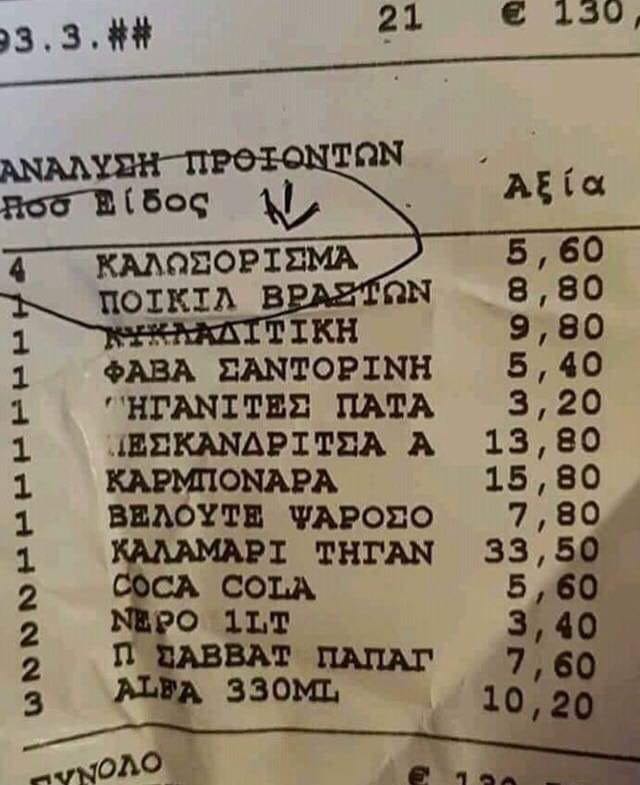 93.3.## 21 € 130,
ΑΝΑΛΥΣΗ ΠΡΟΙΟΝΤΩΝ
Ποσ Είδος Αξία
4 ΚΑΛΩΣΟΡΙΣΜΑ 5,60
1 ΠΟΙΚΙΛ ΒΡΑΣΤΩΝ 8,80
1 ΚΥΚΛΑΔΙΤΙΚΗ 9,80
1 ΦΑΒΑ ΣΑΝΤΟΡΙΝΗ 5,40
1 ΤΗΓΑΝΙΤΕΣ ΠΑΤΑ 3,20
1 ΠΕΣΚΑΝΔΡΙΤΣΑ Α 13,80
1 ΚΑΡΜΠΟΝΑΡΑ 15,80
1 ΒΕΛΟΥΤΕ ΨΑΡΟΣΟ 7,80
1 ΚΑΛΑΜΑΡΙ ΤΗΓΑΝ 33,50
2 COCA COLA 5,60
2 ΝΕΡΟ 1LT 3,40
2 Π ΣΑΒΒΑΤ ΠΑΠΑΓ 7,60
3 ALFA 330ML 10,20
ΣΥΝΟΛΟ €